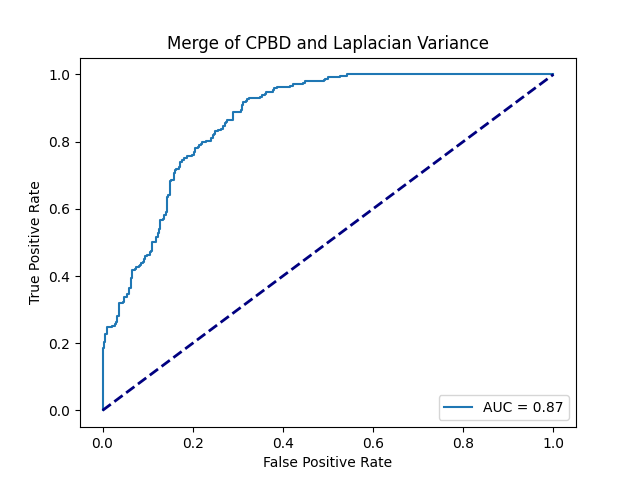 Merge of CPBD and Laplacian Variance
True Positive Rate
1.0
0.8
0.6
0.4
0.2
0.0
AUC = 0.87
0.0 0.2 0.4 0.6 0.8 1.0
False Positive Rate